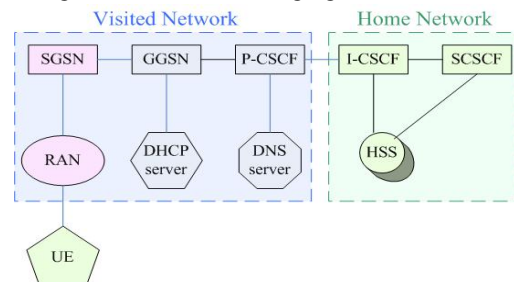 Visited Network
Home Network
SGSN
GGSN
P-CSCF
I-CSCF
SCSCF
RAN
DHCP
server
DNS
server
HSS
UE